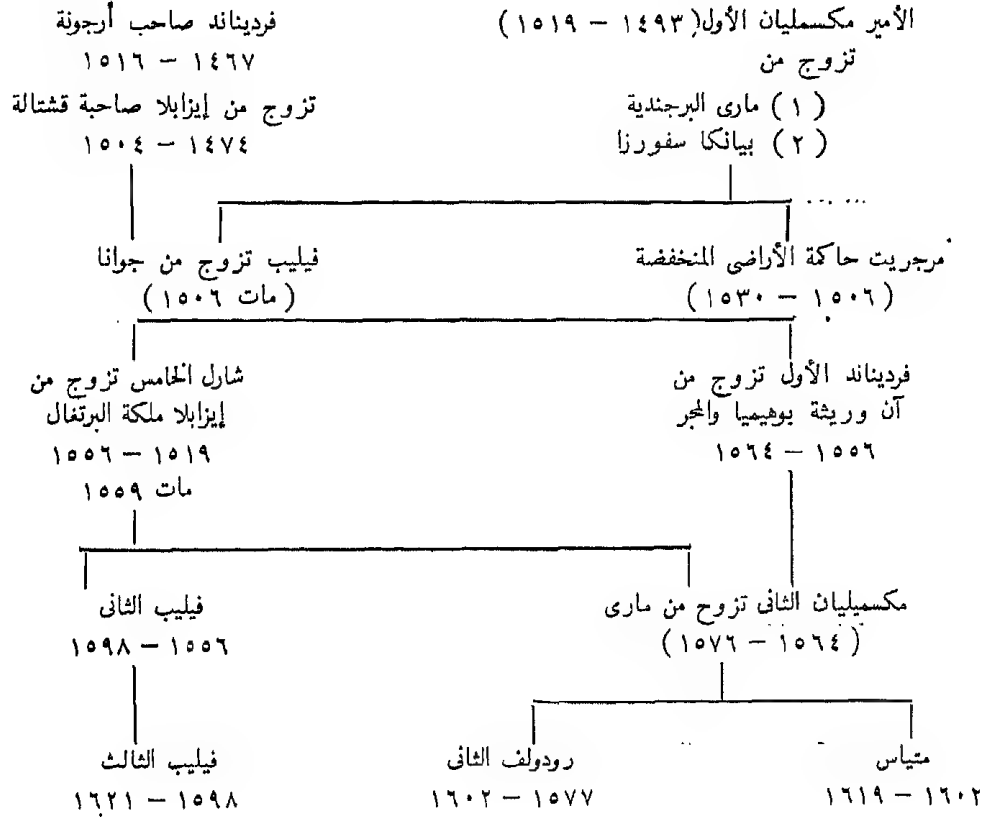 الأمير مكسمليان الأول (١٤٩٣ – ١٥١٩)
تزوج من
(١) مارى البرجندية
(٢) بيانكا سفورزا
فرديناند صاحب أرجونة
١٤٦٧ – ١٥١٦
تزوج من إيزابلا صاحبة قشتالة
١٤٧٤ – ١٥٠٤
مرجريت حاكمة الأراضى المنخفضة
(١٥٠٦ – ١٥٣٠)
فيليب تزوج من جوانا
(مات ١٥٠٦)
فرديناند الأول تزوج من
آن وريثة بوهيميا والمجر
١٥٥٦ – ١٥٦٤
شارل الخامس تزوج من
إيزابلا ملكة البرتغال
١٥١٩ – ١٥٥٦
مات ١٥٥٩
مكسميليان الثانى تزوج من مارى
(١٥٦٤ – ١٥٧٦)
فيليب الثانى
١٥٥٦ – ١٥٩٨
متياس
١٦٠٢ – ١٦١٩
رودولف الثانى
١٥٧٧ – ١٦٠٢
فيليب الثالث
١٥٩٨ – ١٦٢١